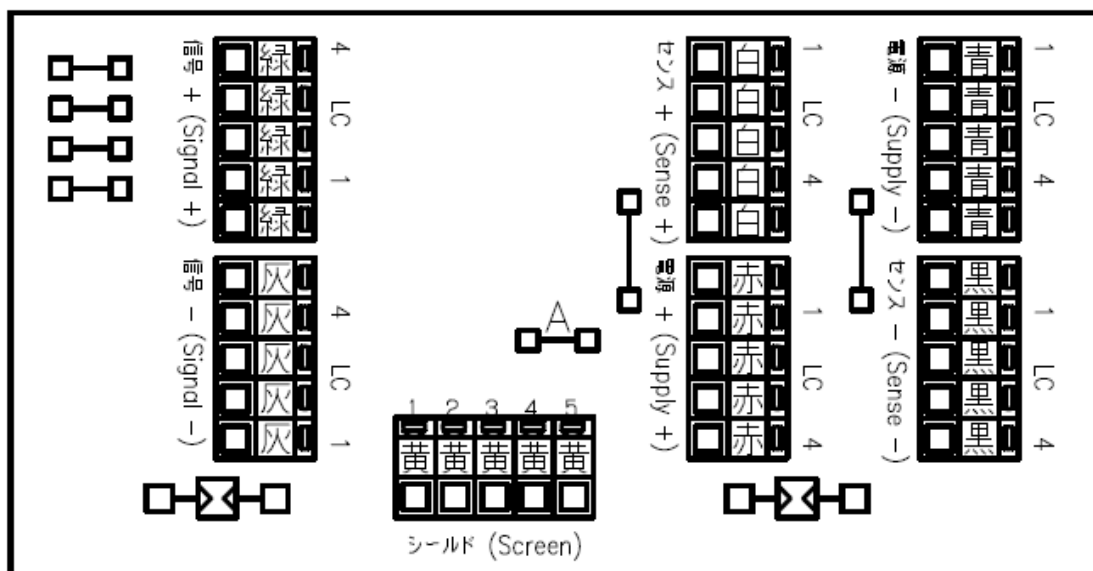 信号 + (Signal +)
緑
緑
緑
緑
緑
4 LC 1
信号 - (Signal -)
灰
灰
灰
灰
灰
4 LC 1
A
1 2 3 4 5
黄 黄 黄 黄 黄
シールド (Screen)
センス + (Sense +)
白
白
白
白
白
1 LC 4
電源 + (Supply +)
赤
赤
赤
赤
赤
1 LC 4
電源 - (Supply -)
青
青
青
青
青
1 LC 4
センス - (Sense -)
黒
黒
黒
黒
黒
1 LC 4